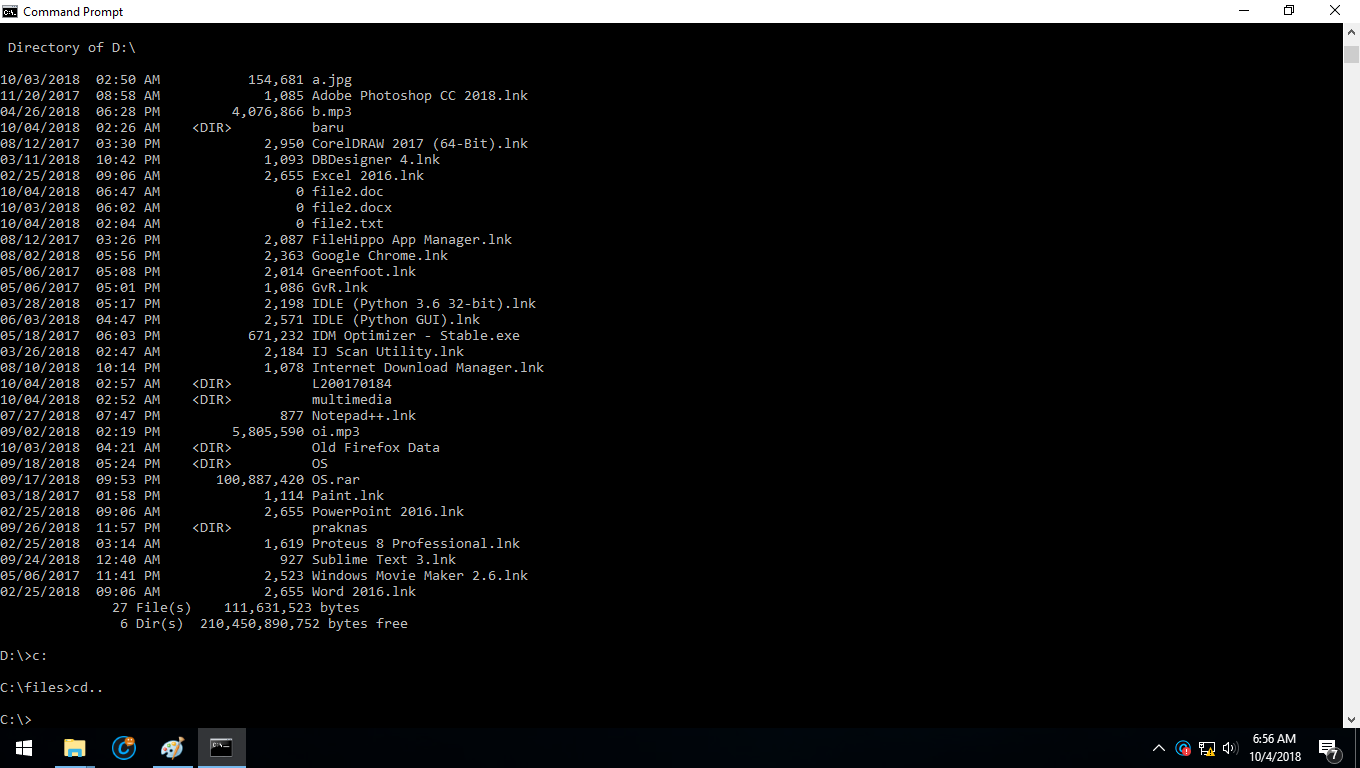 Command Prompt
Directory of D:\
10/03/2018  02:50 AM           154,681 a.jpg
11/20/2017  08:58 AM             1,085 Adobe Photoshop CC 2018.lnk
04/26/2018  06:28 PM         4,076,866 b.mp3
10/04/2018  02:26 AM    <DIR>          baru
08/12/2017  03:30 PM             2,950 CorelDRAW 2017 (64-Bit).lnk
03/11/2018  10:42 PM             1,093 DBDesigner 4.lnk
02/25/2018  09:06 AM             2,655 Excel 2016.lnk
10/04/2018  06:47 AM                 0 file2.doc
10/03/2018  06:02 AM                 0 file2.docx
10/04/2018  02:04 AM                 0 file2.txt
08/12/2017  03:26 PM             2,087 FileHippo App Manager.lnk
08/02/2018  05:56 PM             2,363 Google Chrome.lnk
05/06/2017  05:08 PM             2,014 Greenfoot.lnk
05/06/2017  05:01 PM             1,086 GvR.lnk
03/28/2018  05:17 PM             2,198 IDLE (Python 3.6 32-bit).lnk
06/03/2018  04:47 PM             2,571 IDLE (Python GUI).lnk
05/18/2017  06:03 PM           671,232 IDM Optimizer - Stable.exe
03/26/2018  02:47 AM             2,184 IJ Scan Utility.lnk
08/10/2018  10:14 PM             1,078 Internet Download Manager.lnk
10/04/2018  02:57 AM    <DIR>          L200170184
10/04/2018  02:52 AM    <DIR>          multimedia
07/27/2018  07:47 PM               877 Notepad++.lnk
09/02/2018  02:19 PM         5,805,590 oi.mp3
10/03/2018  04:21 AM    <DIR>          Old Firefox Data
09/18/2018  05:24 PM    <DIR>          OS
09/17/2018  09:53 PM       100,887,420 OS.rar
03/18/2017  01:58 PM             1,114 Paint.lnk
02/25/2018  09:06 AM             2,655 PowerPoint 2016.lnk
09/26/2018  11:57 PM    <DIR>          praknas
02/25/2018  03:14 AM             1,619 Proteus 8 Professional.lnk
09/24/2018  12:40 AM               927 Sublime Text 3.lnk
05/06/2017  11:41 PM             2,523 Windows Movie Maker 2.6.lnk
02/25/2018  09:06 AM             2,655 Word 2016.lnk
27 File(s)    111,631,523 bytes
6 Dir(s)  210,450,890,752 bytes free
D:\>c:
C:\files>cd..
C:\>
6:56 AM
10/4/2018
7